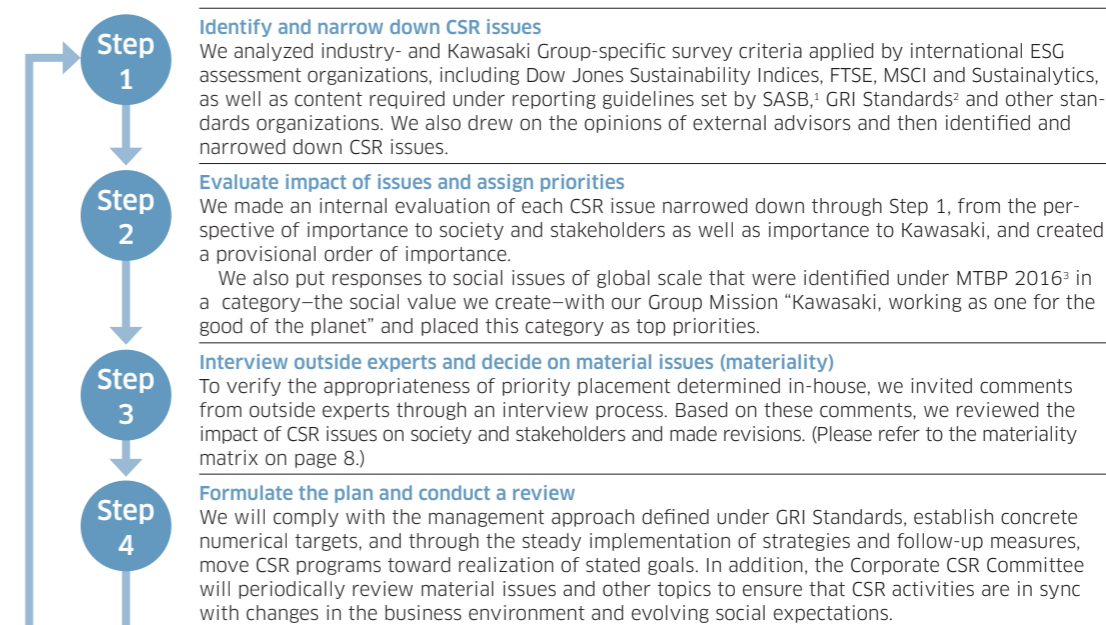 Step
1
Identify and narrow down CSR issues
We analyzed industry- and Kawasaki Group-specific survey criteria applied by international ESG
assessment organizations, including Dow Jones Sustainability Indices, FTSE, MSCI and Sustainalytics,
as well as content required under reporting guidelines set by SASB,¹ GRI Standards² and other stan-
dards organizations. We also drew on the opinions of external advisors and then identified and
narrowed down CSR issues.
Step
2
Evaluate impact of issues and assign priorities
We made an internal evaluation of each CSR issue narrowed down through Step 1, from the per-
spective of importance to society and stakeholders as well as importance to Kawasaki, and created
a provisional order of importance.
We also put responses to social issues of global scale that were identified under MTBP 2016³ in
a category—the social value we create—with our Group Mission “Kawasaki, working as one for the
good of the planet” and placed this category as top priorities.
Step
3
Interview outside experts and decide on material issues (materiality)
To verify the appropriateness of priority placement determined in-house, we invited comments
from outside experts through an interview process. Based on these comments, we reviewed the
impact of CSR issues on society and stakeholders and made revisions. (Please refer to the materiality
matrix on page 8.)
Step
4
Formulate the plan and conduct a review
We will comply with the management approach defined under GRI Standards, establish concrete
numerical targets, and through the steady implementation of strategies and follow-up measures,
move CSR programs toward realization of stated goals. In addition, the Corporate CSR Committee
will periodically review material issues and other topics to ensure that CSR activities are in sync
with changes in the business environment and evolving social expectations.